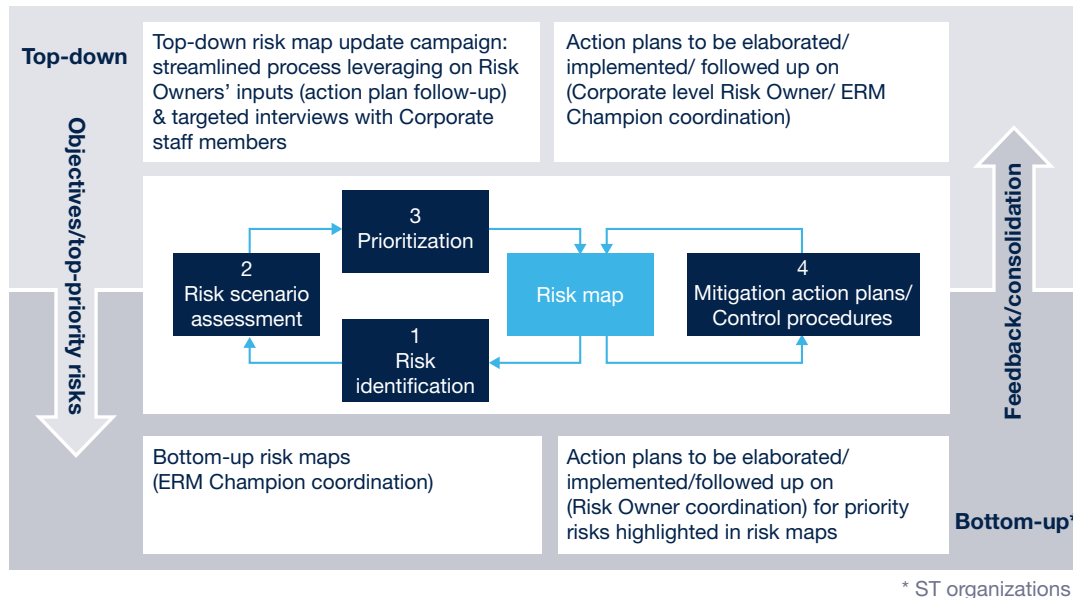 Top-down
Top-down risk map update campaign:
streamlined process leveraging on Risk
Owners’ inputs (action plan follow-up)
& targeted interviews with Corporate
staff members
Action plans to be elaborated/
implemented/ followed up on
(Corporate level Risk Owner/ ERM
Champion coordination)
Objectives/top-priority risks
3
Prioritization
2
Risk scenario
assessment
Risk map
4
Mitigation action plans/
Control procedures
1
Risk
identification
Feedback/consolidation
Bottom-up risk maps
(ERM Champion coordination)
Action plans to be elaborated/
implemented/followed up on
(Risk Owner coordination) for priority
risks highlighted in risk maps
Bottom-up*
* ST organizations